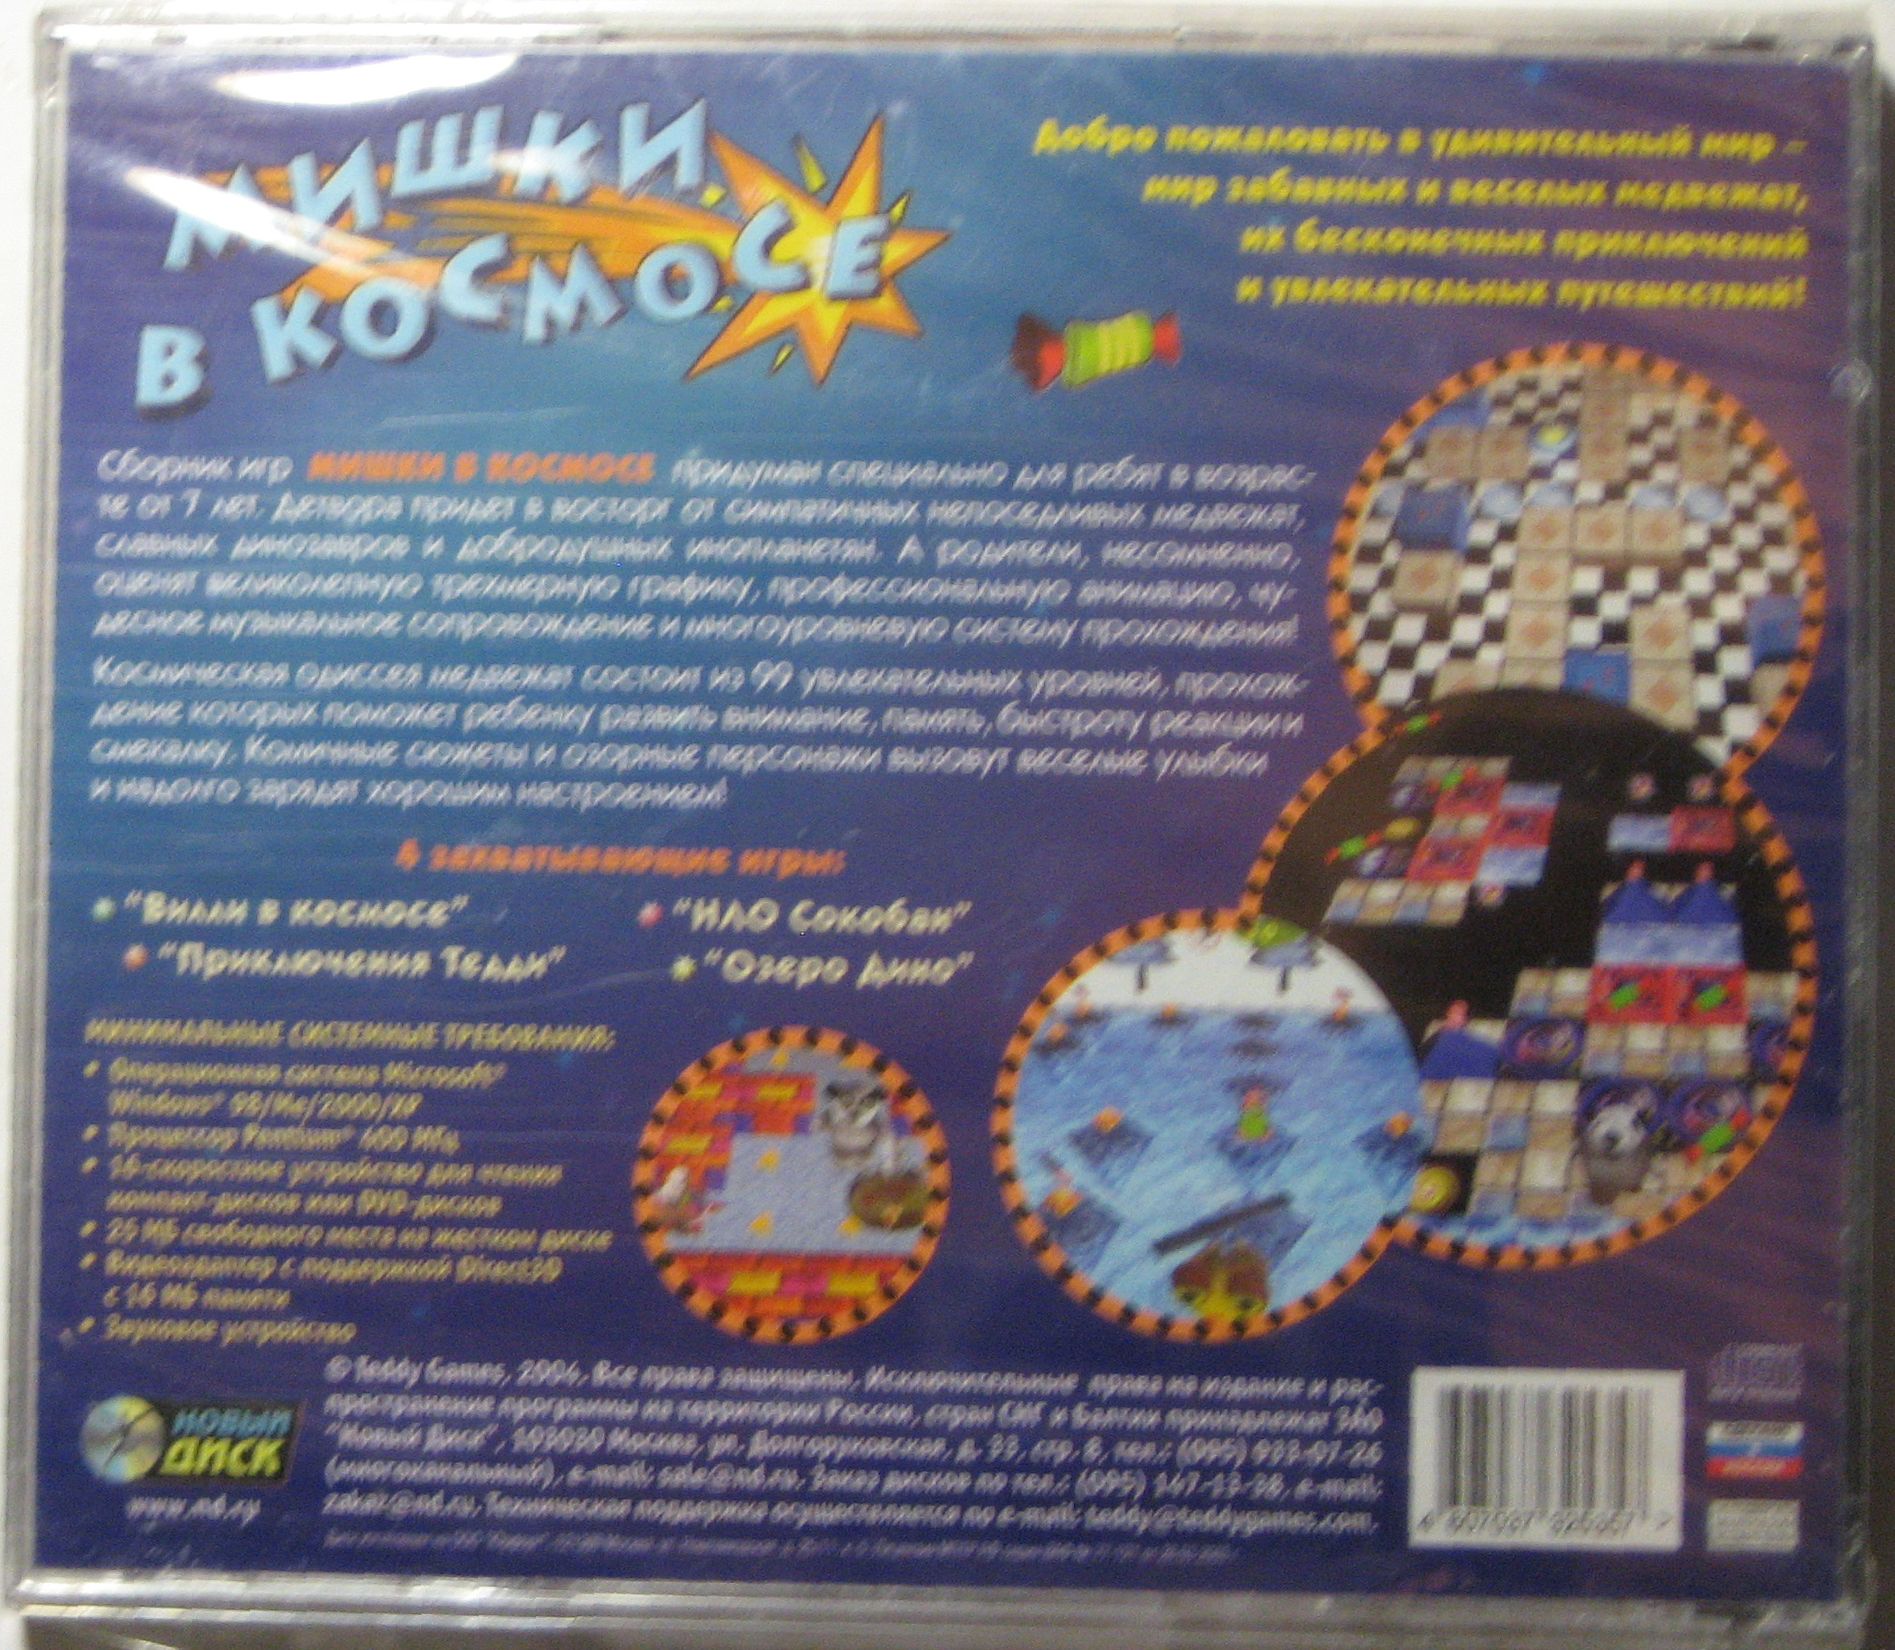 МИШКИ
В КОСМОСЕ
Добро пожаловать в удивительный мир –
мир забавных и веселых медвежат,
их бесконечных приключений
и увлекательных путешествий!
Сборник игр МИШКИ В КОСМОСЕ придуман специально для ребят в возрас-
те от 7 лет. Детвора придет в восторг от симпатичных непоседливых медвежат,
славных динозавров и добродушных инопланетян. А родители, несомненно,
оценят великолепную трехмерную графику, профессиональную анимацию, чу-
десное музыкальное сопровождение и многоуровневую систему прохождения!
Космическая одиссея медвежат состоит из 99 увлекательных уровней, прохож-
дение которых поможет ребенку развить внимание, память, быстроту реакции и
смекалку. Комичные сюжеты и озорные персонажи вызовут веселые улыбки
и надолго зарядят хорошим настроением!
4 захватывающие игры:
"Вилли в космосе"
"НЛО Сокобан"
"Приключения Тедди"
"Озеро Дино"
МИНИМАЛЬНЫЕ СИСТЕМНЫЕ ТРЕБОВАНИЯ:
Операционная система Microsoft®
Windows® 98/Me/2000/XP
Процессор Pentium® 600 МГц
16-скоростное устройство для чтения
компакт-дисков или DVD-дисков
25 МБ свободного места на жестком диске
Видеоадаптер с поддержкой Direct3D
с 16 МБ памяти
Звуковое устройство
НОВЫЙ
ДИСК
www.nd.ru
© Teddy Games, 2004. Все права защищены. Исключительные права на издание и рас-
пространение программы на территории России, стран СНГ и Балтии принадлежат ЗАО
"Новый Диск", 103030 Москва, ул. Долгоруковская, д. 33, стр. 8, тел.: (095) 933-07-26
(многоканальный), e-mail: sale@nd.ru. Заказ дисков по тел.: (095) 147-13-38, e-mail:
zakaz@nd.ru. Техническая поддержка осуществляется по e-mail: teddy@teddygames.com.